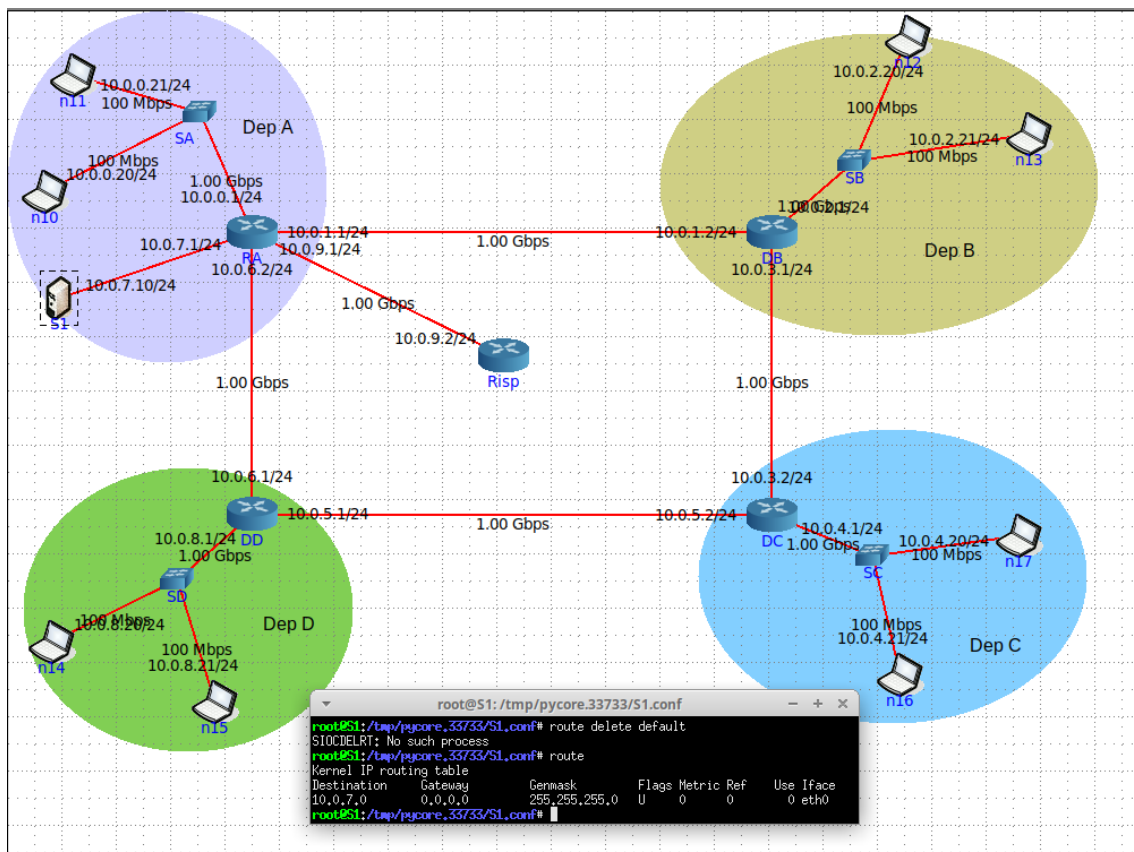 n12
10.0.2.20/24
100 Mbps
10.0.2.21/24
100 Mbps
n13
SB
1.00 Gbps
10.0.2.1/24
10.0.1.2/24
DB
10.0.3.1/24
Dep B
n11
10.0.0.21/24
100 Mbps
SA
Dep A
100 Mbps
10.0.0.20/24
n10
1.00 Gbps
10.0.0.1/24
10.0.1.1/24
10.0.9.1/24
RA
10.0.7.1/24
10.0.6.2/24
10.0.7.10/24
S1
1.00 Gbps
1.00 Gbps
10.0.9.2/24
Risp
1.00 Gbps
1.00 Gbps
10.0.6.1/24
10.0.5.1/24
DD
10.0.8.1/24
1.00 Gbps
SD
100 Mbps
10.0.8.20/24
n14
Dep D
100 Mbps
10.0.8.21/24
n15
1.00 Gbps
10.0.3.2/24
10.0.5.2/24
DC
10.0.4.1/24
1.00 Gbps
SC
10.0.4.20/24
100 Mbps
n17
100 Mbps
10.0.4.21/24
Dep C
n16
root@S1: /tmp/pycore.33733/S1.conf
root@S1:/tmp/pycore.33733/S1.conf# route delete default
SIOCDELRT: No such process
root@S1:/tmp/pycore.33733/S1.conf# route
Kernel IP routing table
Destination Gateway Genmask Flags Metric Ref Use Iface
10.0.7.0 0.0.0.0 255.255.255.0 U 0 0 0 eth0
root@S1:/tmp/pycore.33733/S1.conf#